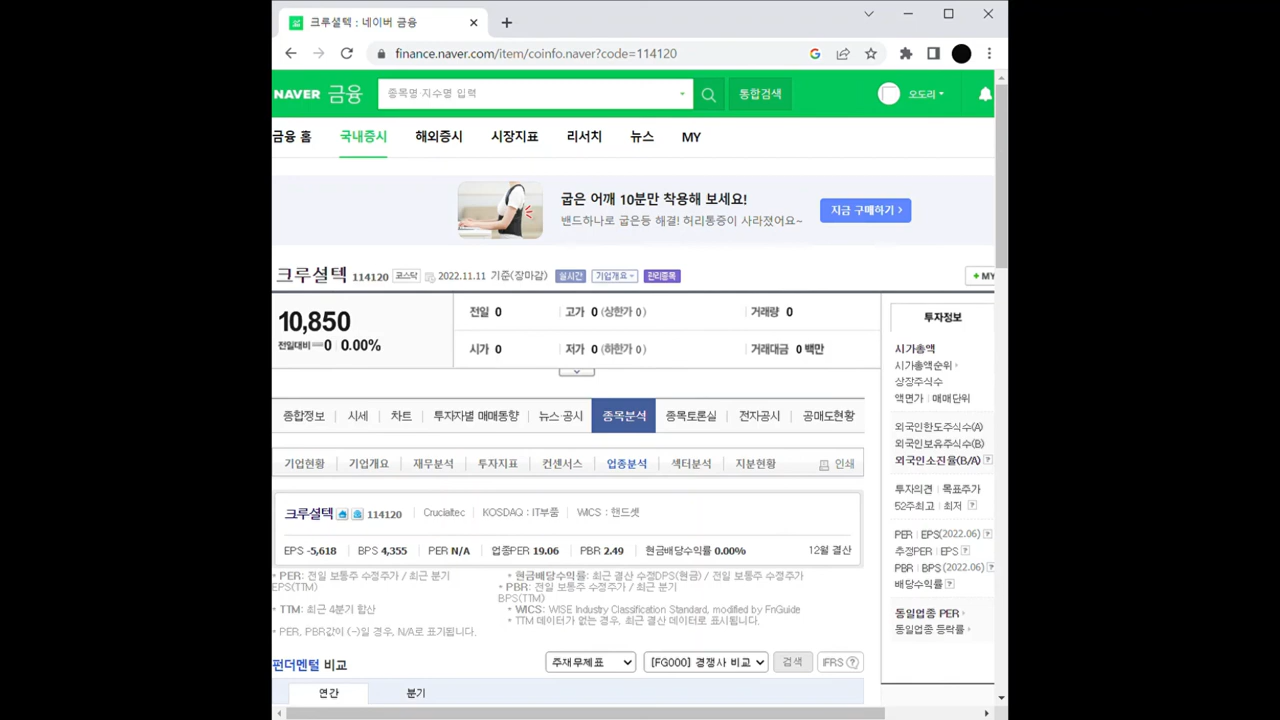 크루셜텍 : 네이버 금융
finance.naver.com/item/coinfo.naver?code=114120
NAVER 금융 종목명·지수명 입력 통합검색 오도리
금융 홈 국내증시 해외증시 시장지표 리서치 뉴스 MY
굽은 어깨 10분만 착용해 보세요!
밴드하나로 굽은등 해결! 허리통증이 사라졌어요~
지금 구매하기
크루셜텍 114120 코스닥 2022.11.11 기준(장마감) 실시간 기업개요 관리종목 MY
10,850
전일대비 0 0.00%
전일 0 고가 0 (상한가 0) 거래량 0
시가 0 저가 0 (하한가 0) 거래대금 0 백만
종합정보 시세 차트 투자자별 매매동향 뉴스·공시 종목분석 종목토론실 전자공시 공매도현황
기업현황 기업개요 재무분석 투자지표 컨센서스 업종분석 섹터분석 지분현황 인쇄
크루셜텍 114120 Crucialtec KOSDAQ : IT부품 WICS : 핸드셋
EPS -5,618 BPS 4,355 PER N/A 업종PER 19.06 PBR 2.49 현금배당수익률 0.00% 12월 결산
* PER: 전일 보통주 수정주가 / 최근 분기
EPS(TTM)
* TTM: 최근 4분기 합산
* PER, PBR값이 (-)일 경우, N/A로 표기됩니다.
* 현금배당수익률: 최근 결산 수정DPS(현금) / 전일 보통주 수정주가
* PBR: 전일 보통주 수정주가 / 최근 분기
BPS(TTM)
* WICS: WISE Industry Classification Standard, modified by FnGuide
* TTM 데이터가 없는 경우, 최근 결산 데이터로 표시됩니다.
펀더멘털 비교 주재무제표 [FG000] 경쟁사 비교 검색 IFRS ?
연간 분기
투자정보
시가총액
시가총액순위
상장주식수
액면가 매매단위
외국인한도주식수(A)
외국인보유주식수(B)
외국인소진율(B/A) ?
투자의견 목표주가
52주최고 최저 ?
PER EPS(2022.06) ?
추정PER EPS ?
PBR BPS (2022.06) ?
배당수익률 ?
동일업종 PER
동일업종 등락률